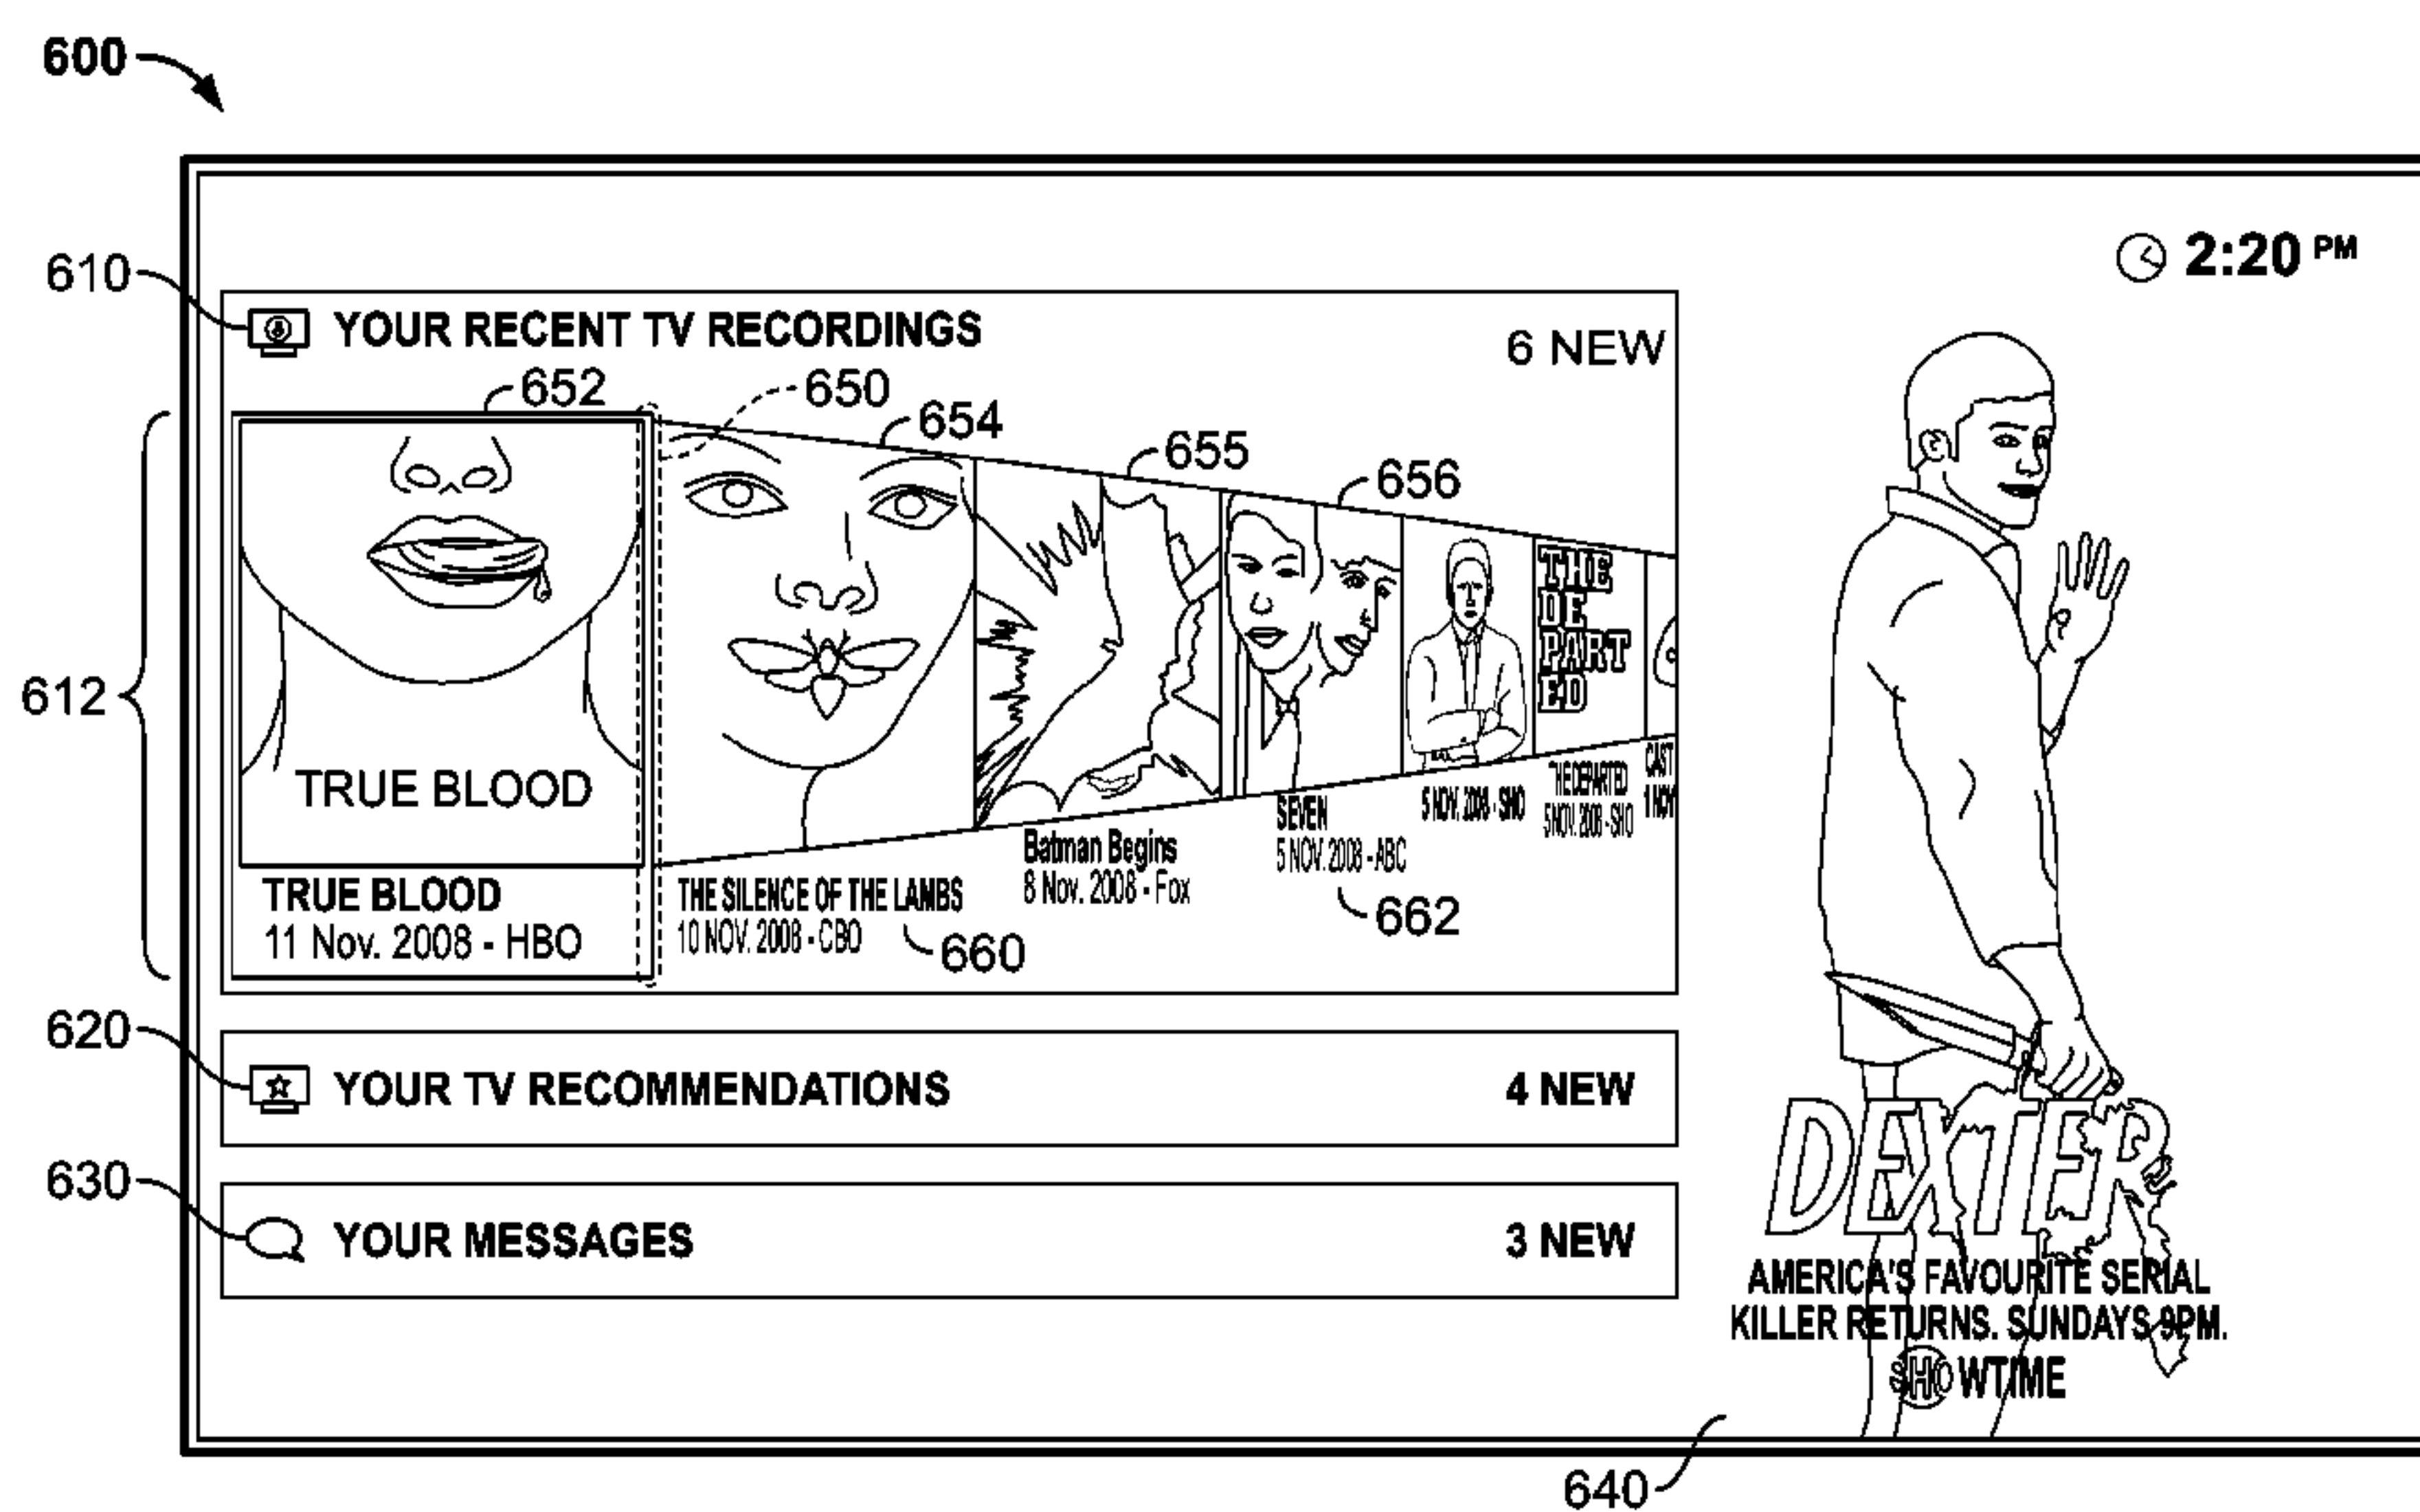 600
2:20 PM
610
YOUR RECENT TV RECORDINGS
6 NEW
652
650
654
655
656
612
THE
DE
PART
ED
TRUE BLOOD
TRUE BLOOD
11 Nov. 2008 - HBO
THE SILENCE OF THE LAMBS
10 NOV. 2008 - CBO
660
Batman Begins
8 Nov. 2008 - Fox
SEVEN
5 NOV. 2008 - ABC
662
5 NOV. 2008 - SHO
THE DEPARTED
5 NOV. 2008 - SHO
CAST
1 NOV
620
YOUR TV RECOMMENDATIONS
4 NEW
630
YOUR MESSAGES
3 NEW
DEXTER
AMERICA'S FAVOURITE SERIAL
KILLER RETURNS. SUNDAYS 9PM.
SHOWTIME
640